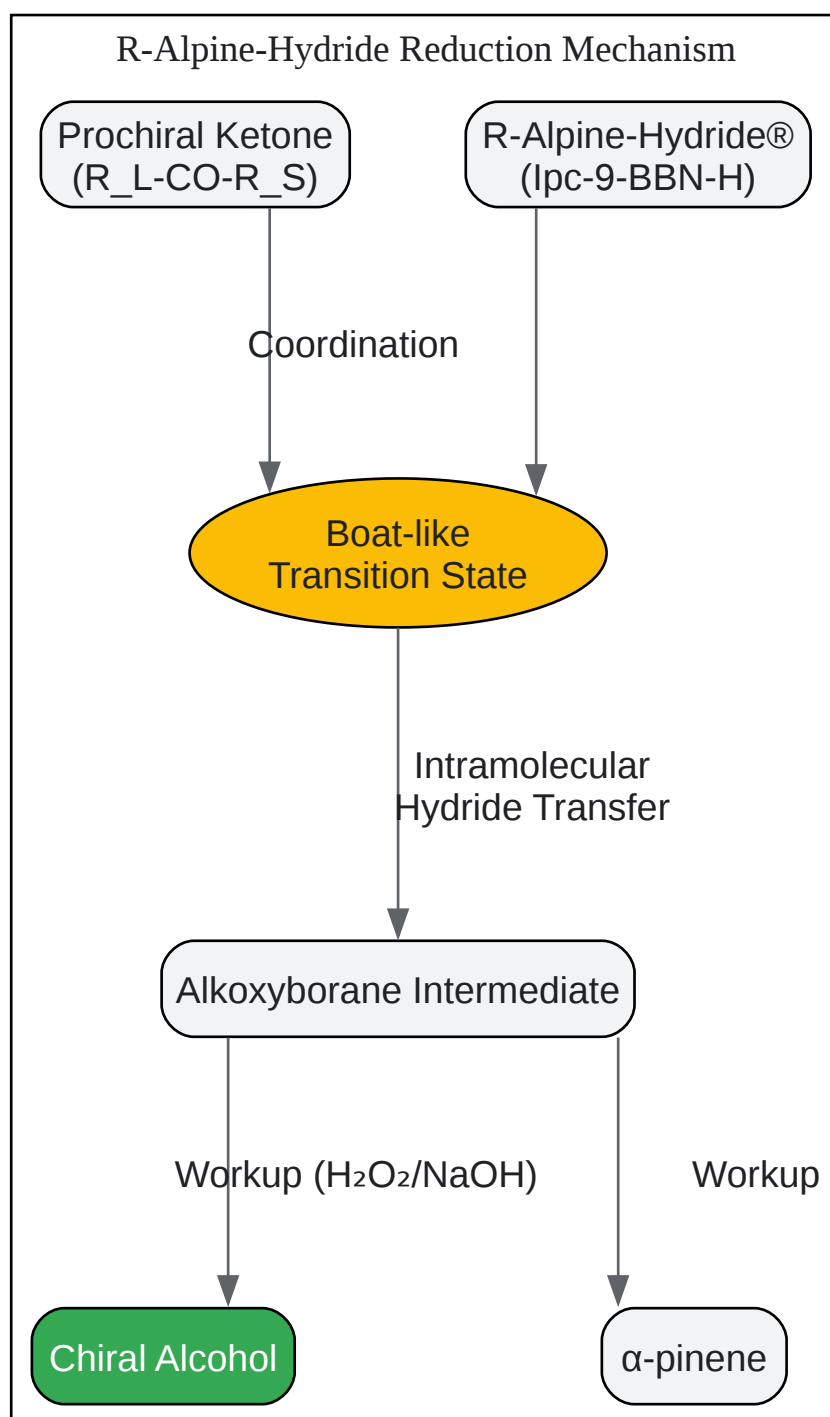 R-Alpine-Hydride Reduction Mechanism
Prochiral Ketone
(R_L-CO-R_S)
R-Alpine-Hydride®
(Ipc-9-BBN-H)
Coordination
Boat-like
Transition State
Intramolecular
Hydride Transfer
Alkoxyborane Intermediate
Workup (H₂O₂/NaOH)
Workup
Chiral Alcohol
α-pinene